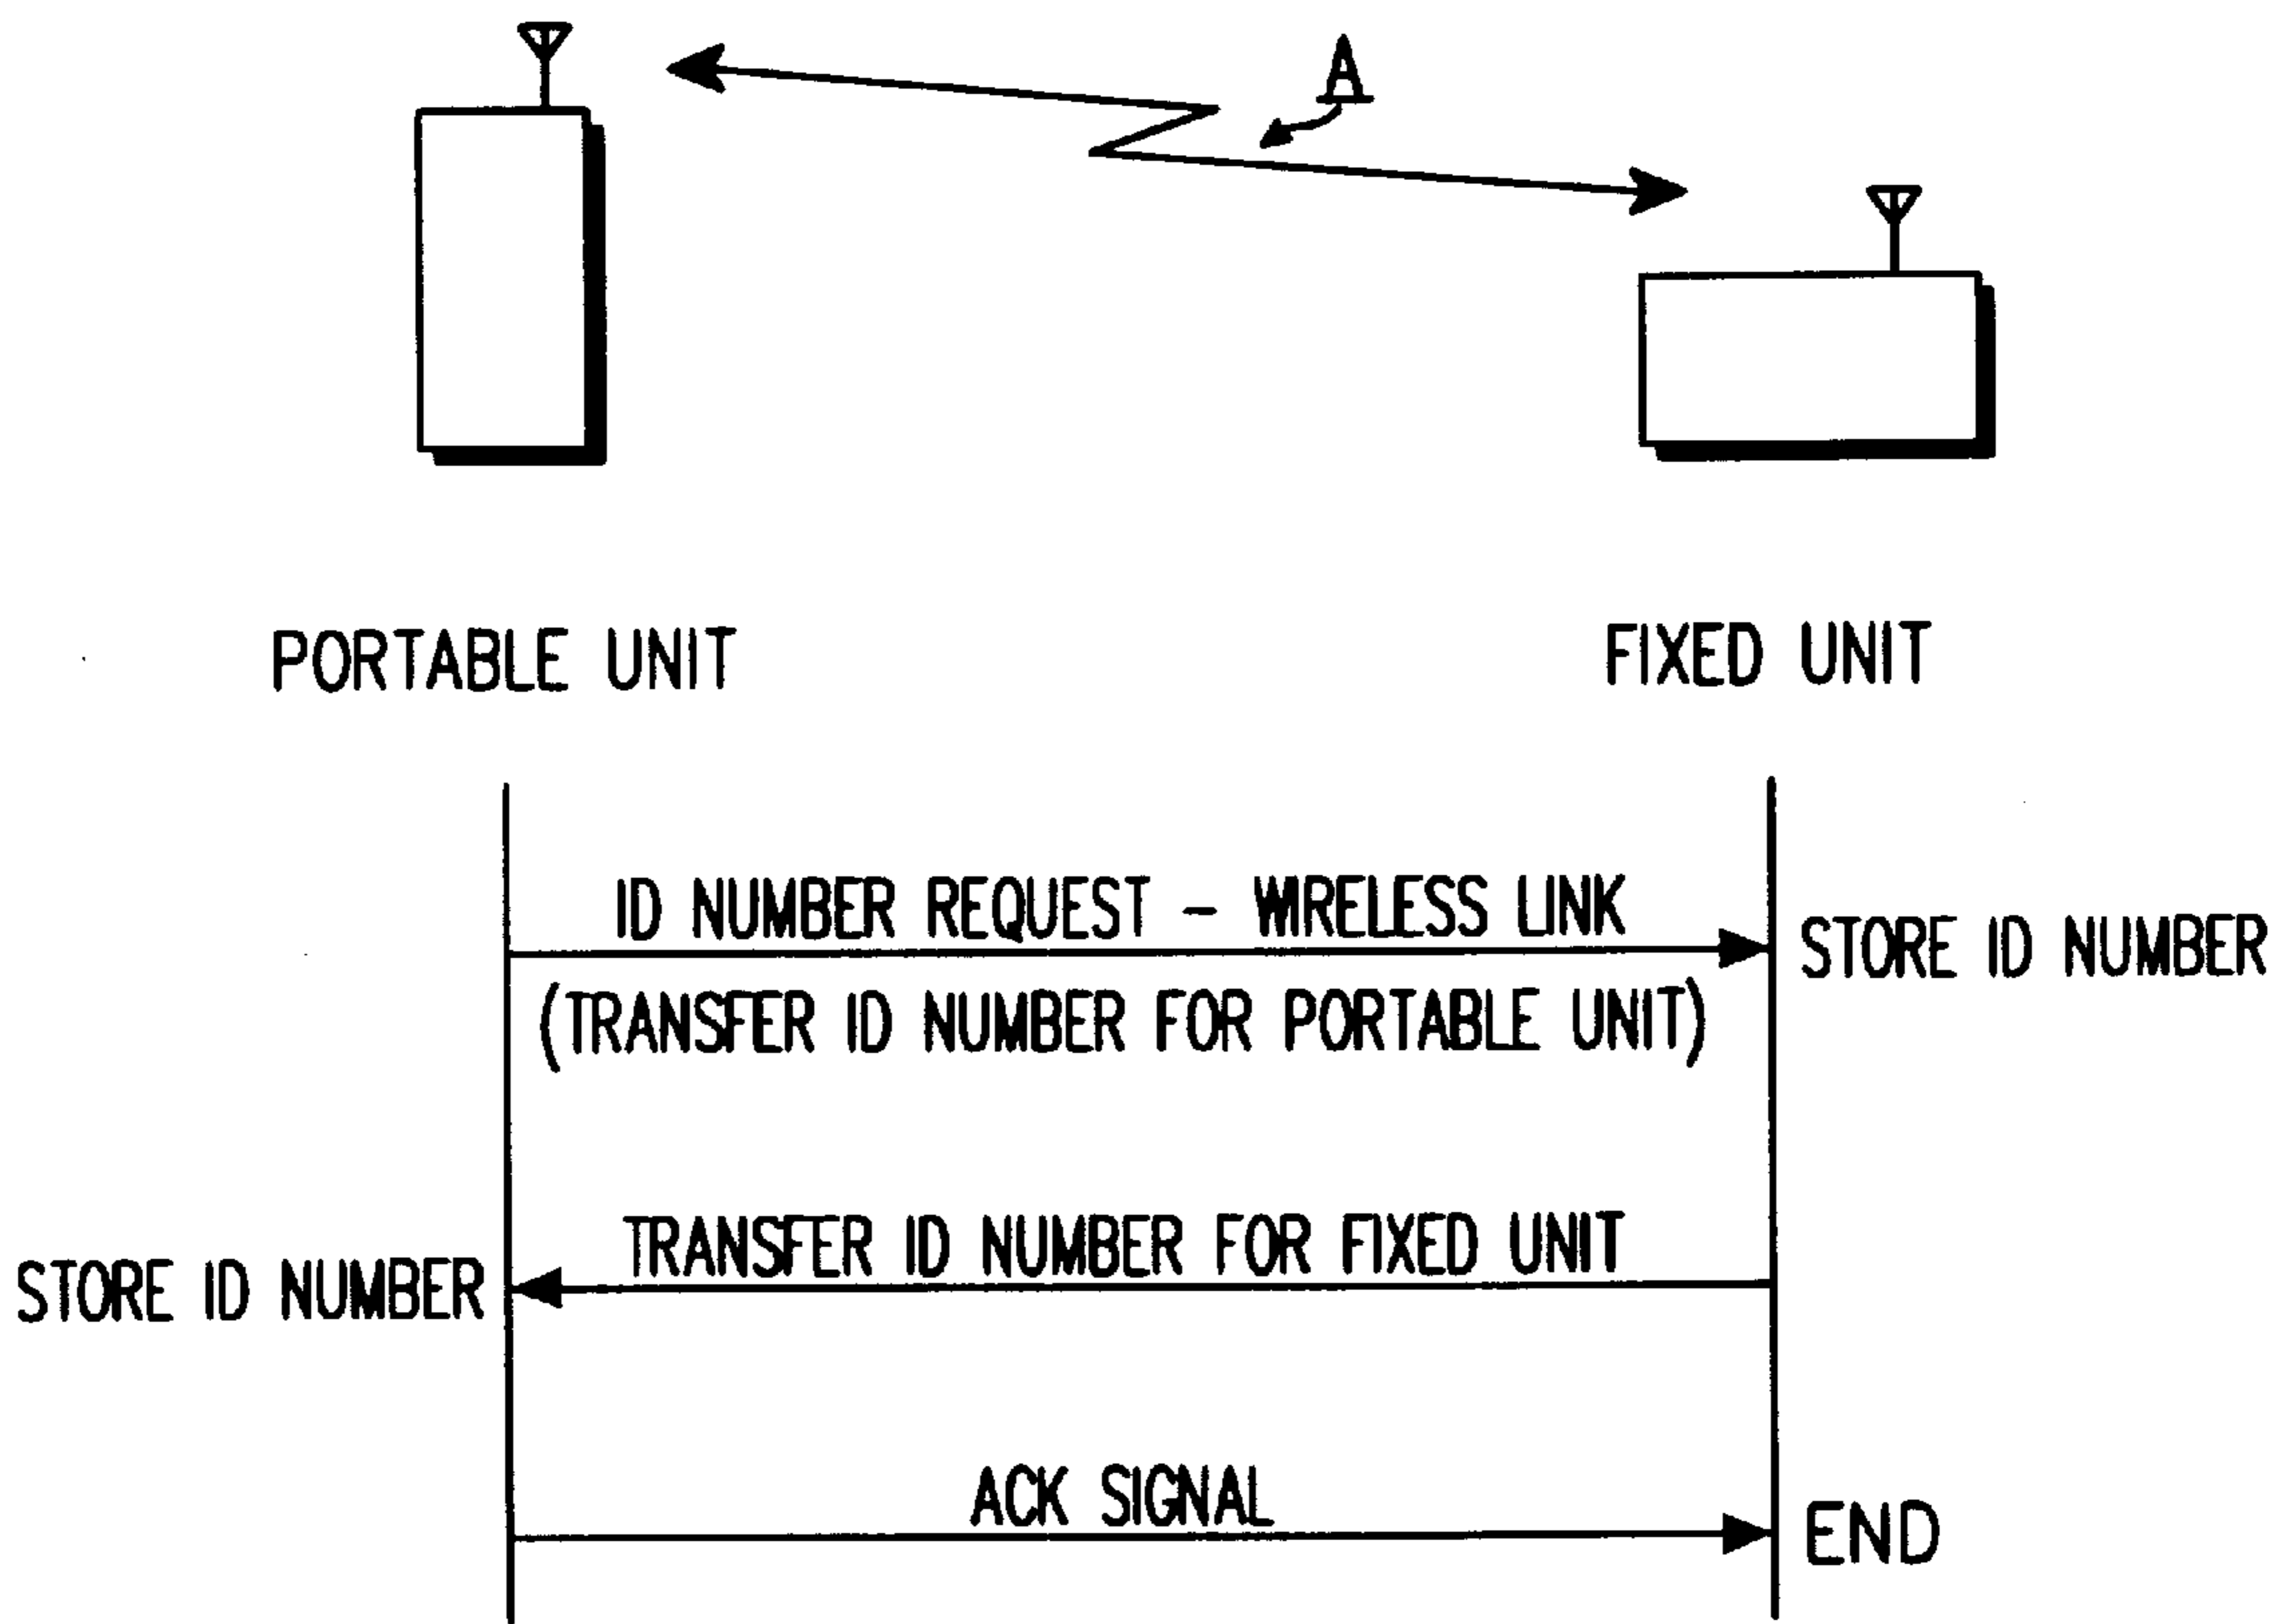 A
PORTABLE UNIT
FIXED UNIT
ID NUMBER REQUEST - WIRELESS LINK
STORE ID NUMBER
(TRANSFER ID NUMBER FOR PORTABLE UNIT)
TRANSFER ID NUMBER FOR FIXED UNIT
STORE ID NUMBER
ACK SIGNAL
END